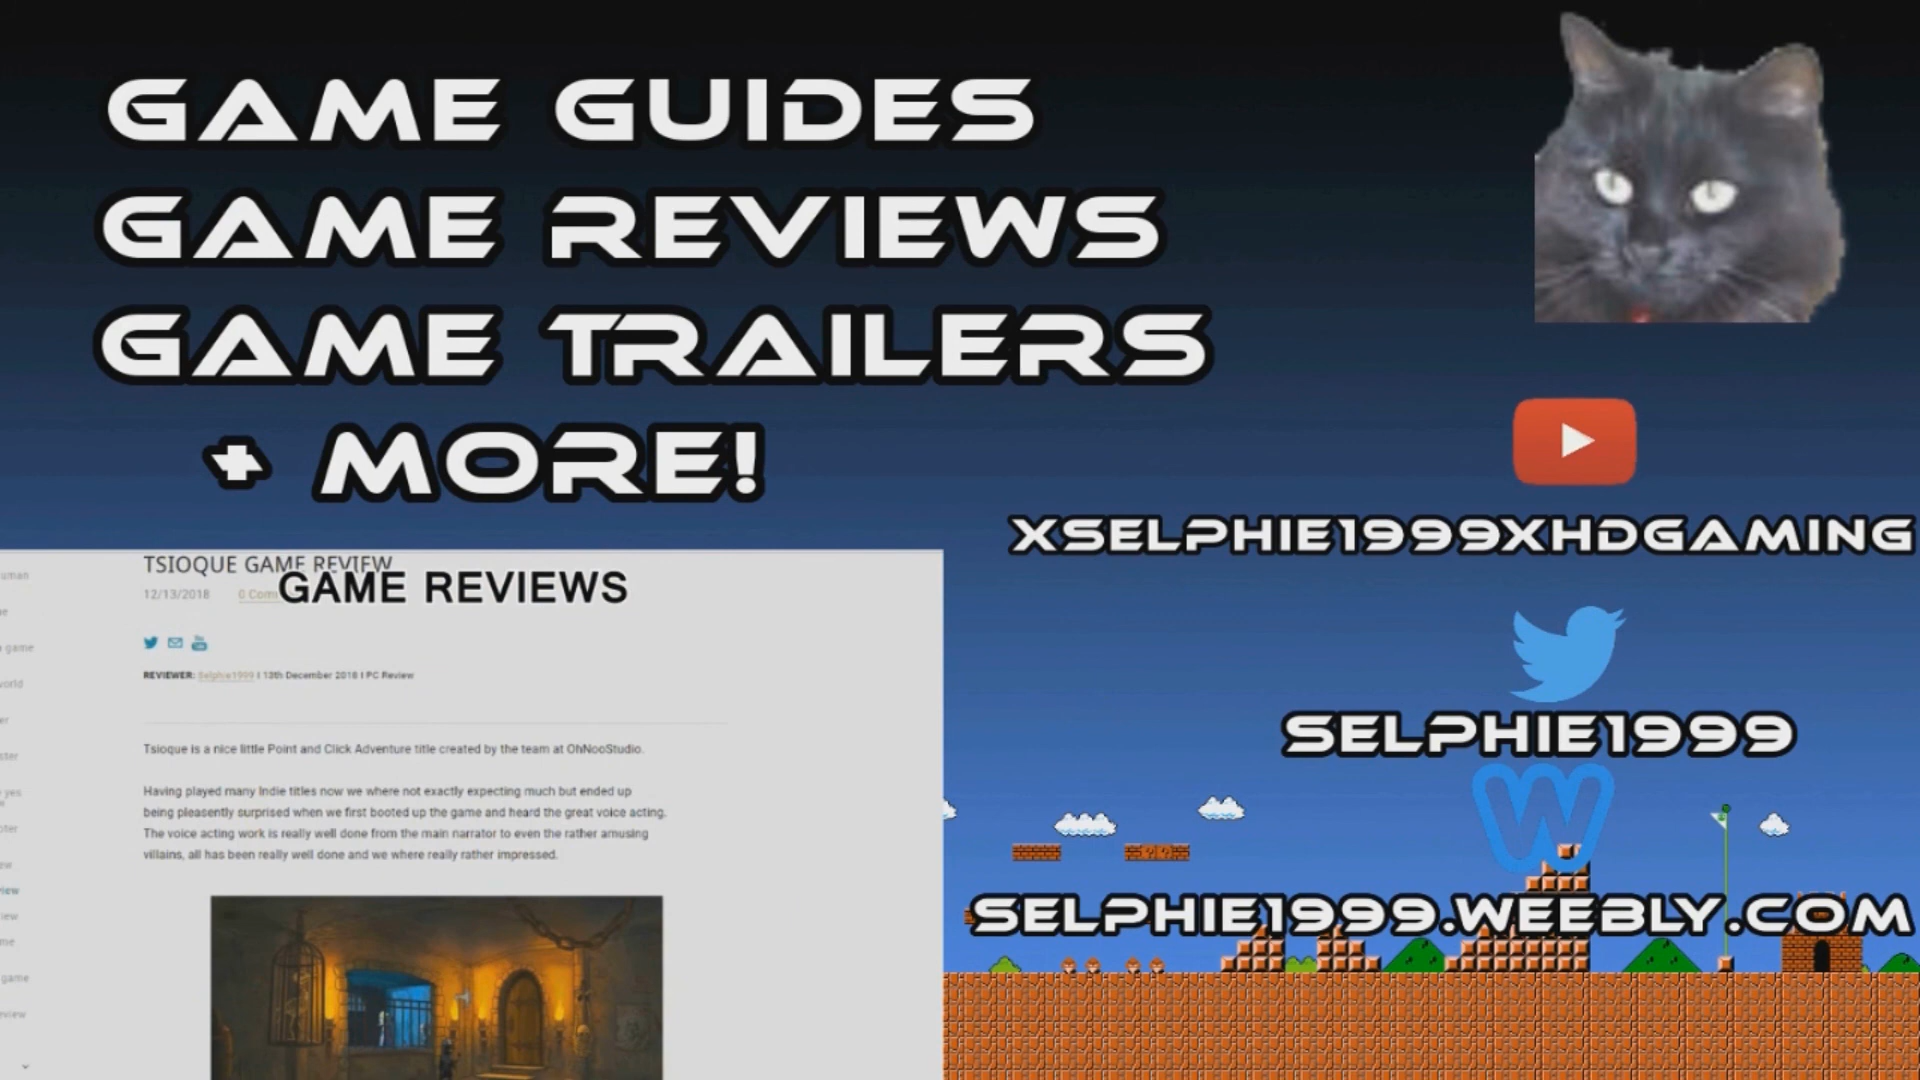 GAME GUIDES
GAME REVIEWS
GAME TRAILERS
+ MORE!
XSELPHIE1999XHDGAMING
SELPHIE1999
W
SELPHIE1999.WEEBLY.COM
TSIOQUE GAME REVIEW
GAME REVIEWS
12/13/2018
0 Com
REVIEWER: Selphie1999 I 13th December 2018 I PC Review
Tsioque is a nice little Point and Click Adventure title created by the team at OhNooStudio.
Having played many Indie titles now we where not exactly expecting much but ended up
being pleasently surprised when we first booted up the game and heard the great voice acting.
The voice acting work is really well done from the main narrator to even the rather amusing
villains, all has been really well done and we where really rather impressed.
game
game